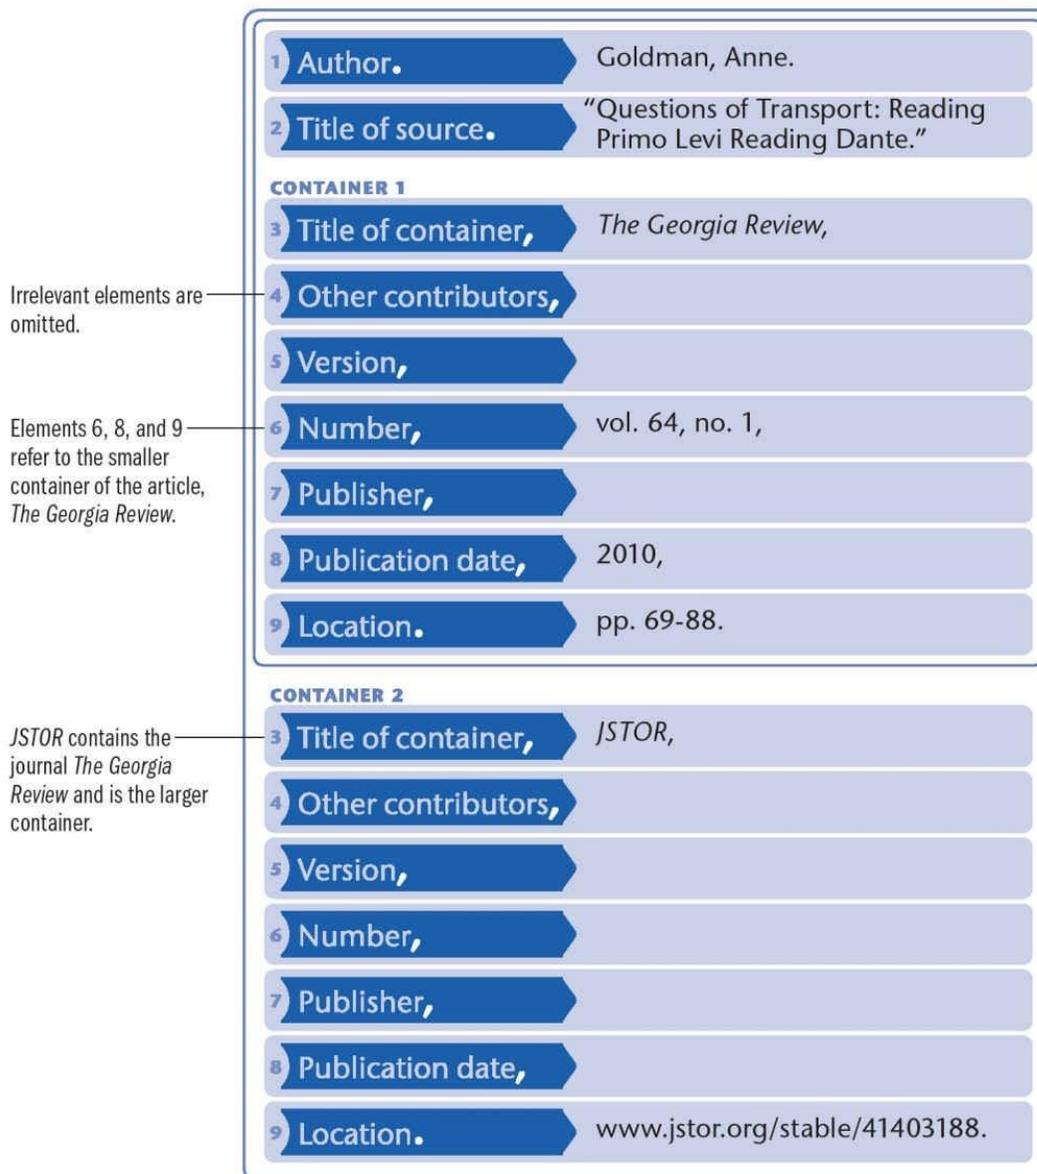 1 Author. Goldman, Anne.
2 Title of source. “Questions of Transport: Reading
Primo Levi Reading Dante.”
CONTAINER 1
3 Title of container, The Georgia Review,
Irrelevant elements are
omitted.
4 Other contributors,
5 Version,
Elements 6, 8, and 9
refer to the smaller
container of the article,
The Georgia Review.
6 Number, vol. 64, no. 1,
7 Publisher,
8 Publication date, 2010,
9 Location. pp. 69-88.
CONTAINER 2
JSTOR contains the
journal The Georgia
Review and is the larger
container.
3 Title of container, JSTOR,
4 Other contributors,
5 Version,
6 Number,
7 Publisher,
8 Publication date,
9 Location. www.jstor.org/stable/41403188.